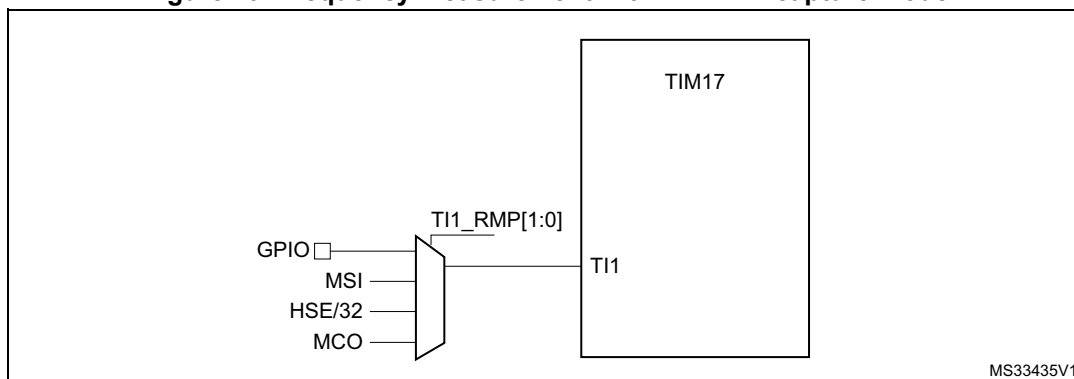 TIM17
TI1_RMP[1:0]
GPIO
TI1
MSI
HSE/32
MCO
MS33435V1